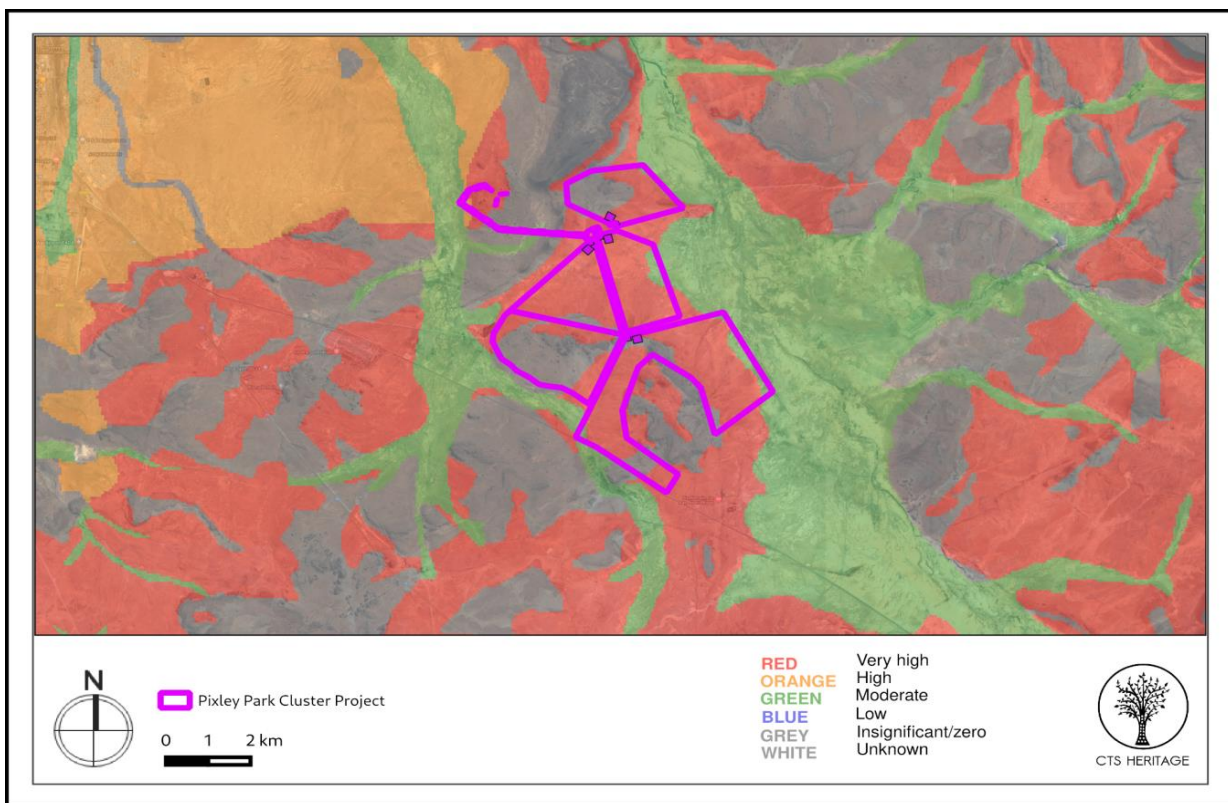 N
Pixley Park Cluster Project
0 1 2 km
RED Very high
ORANGE High
GREEN Moderate
BLUE Low
GREY Insignificant/zero
WHITE Unknown
CTS HERITAGE